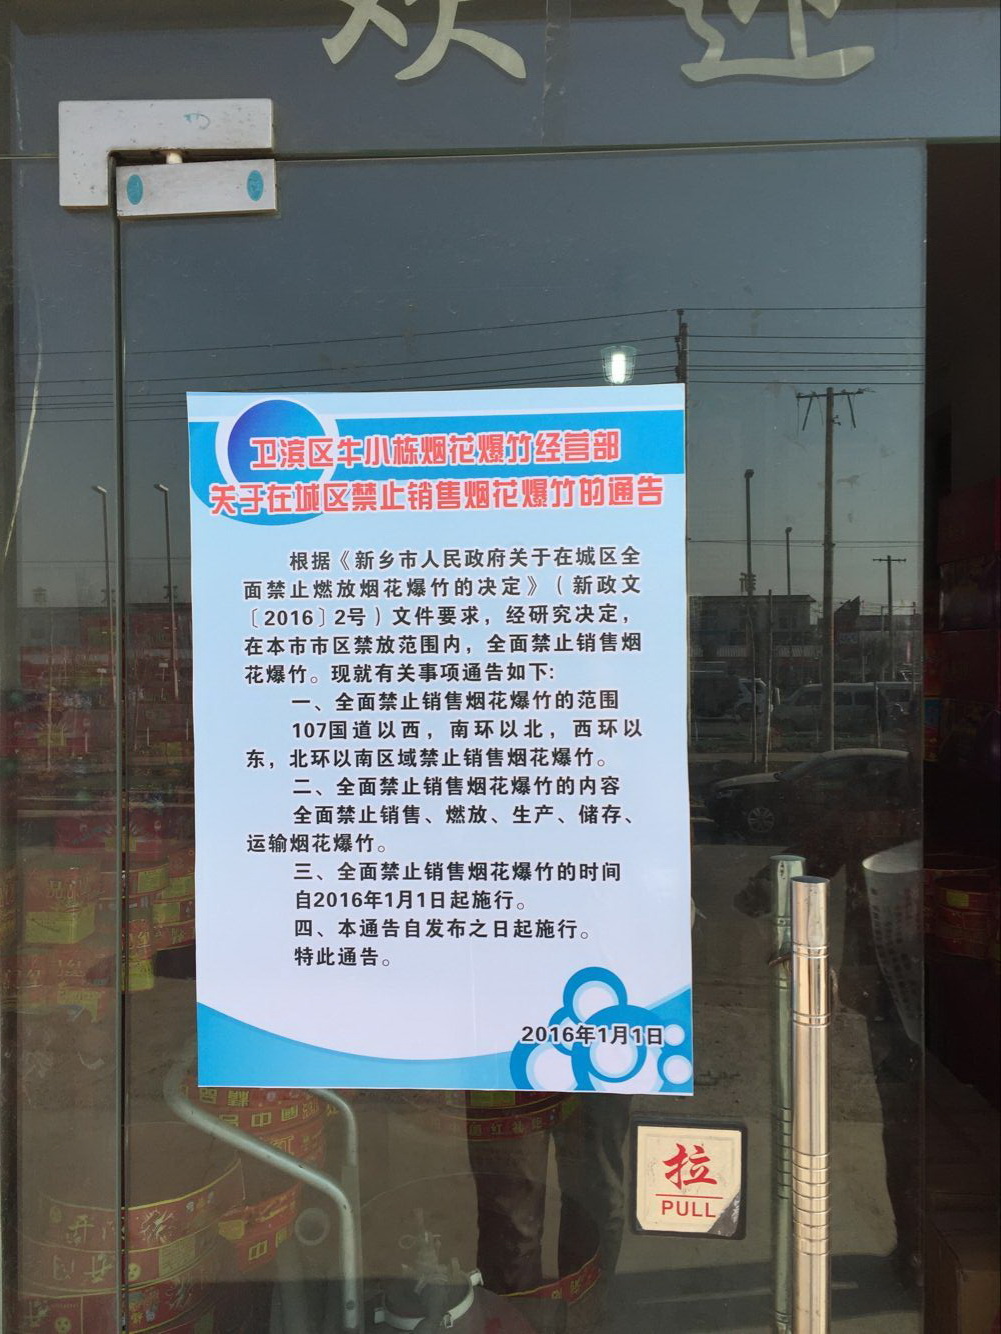 欢迎
卫滨区牛小栋烟花爆竹经营部
关于在城区禁止销售烟花爆竹的通告
根据《新乡市人民政府关于在城区全
面禁止燃放烟花爆竹的决定》（新政文
〔2016〕2号）文件要求，经研究决定，
在本市市区禁放范围内，全面禁止销售烟
花爆竹。现就有关事项通告如下：
一、全面禁止销售烟花爆竹的范围
107国道以西，南环以北，西环以
东，北环以南区域禁止销售烟花爆竹。
二、全面禁止销售烟花爆竹的内容
全面禁止销售、燃放、生产、储存、
运输烟花爆竹。
三、全面禁止销售烟花爆竹的时间
自2016年1月1日起施行。
四、本通告自发布之日起施行。
特此通告。
2016年1月1日
拉
PULL